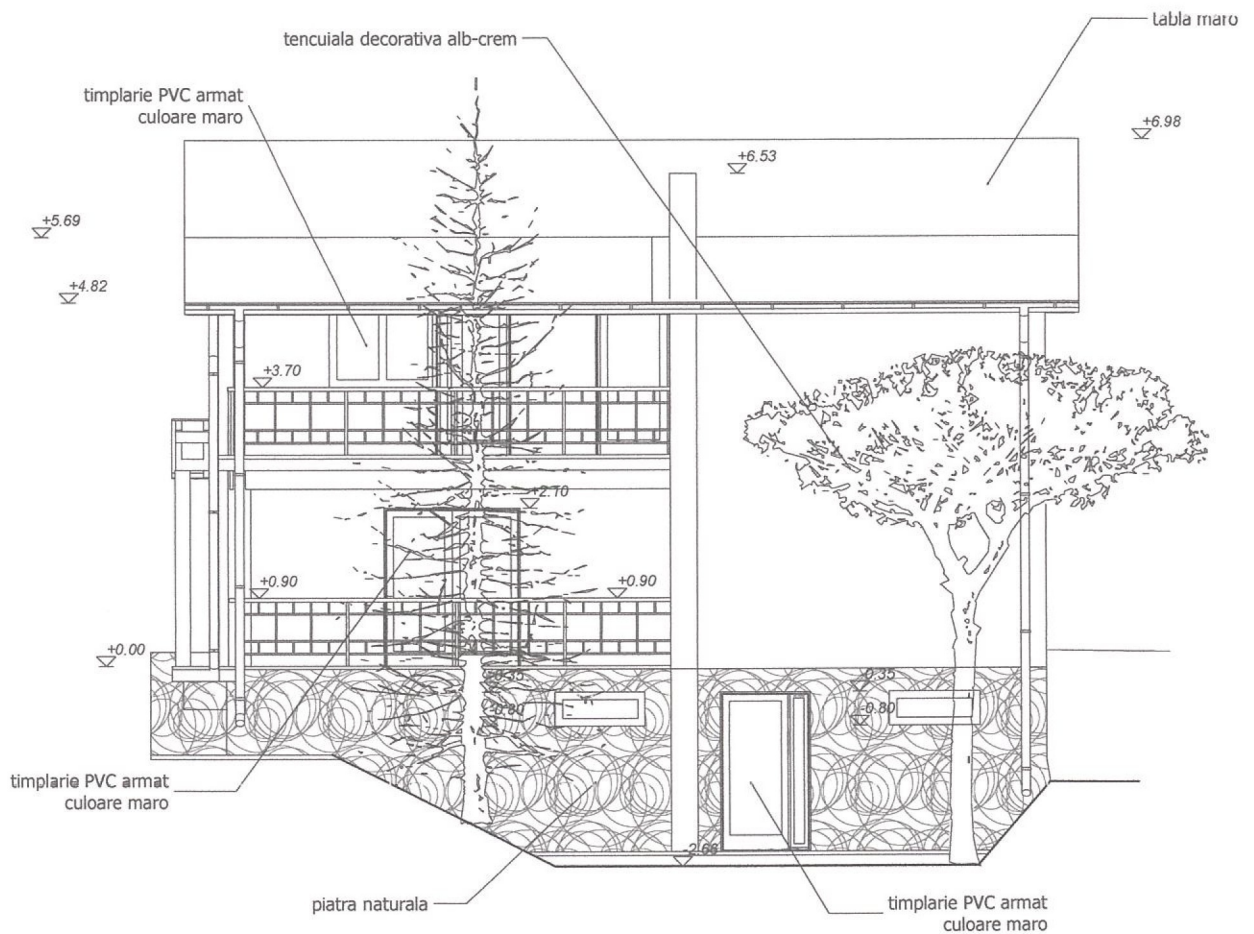 tabla maro
tencuiala decorativa alb-crem
timplarie PVC armat
culoare maro
+6.98
+6.53
+5.69
+4.82
+3.70
+2.70
+0.90
+0.90
+0.00
-0.35
-0.35
-0.80
-0.80
timplarie PVC armat
culoare maro
-2.66
piatra naturala
timplarie PVC armat
culoare maro